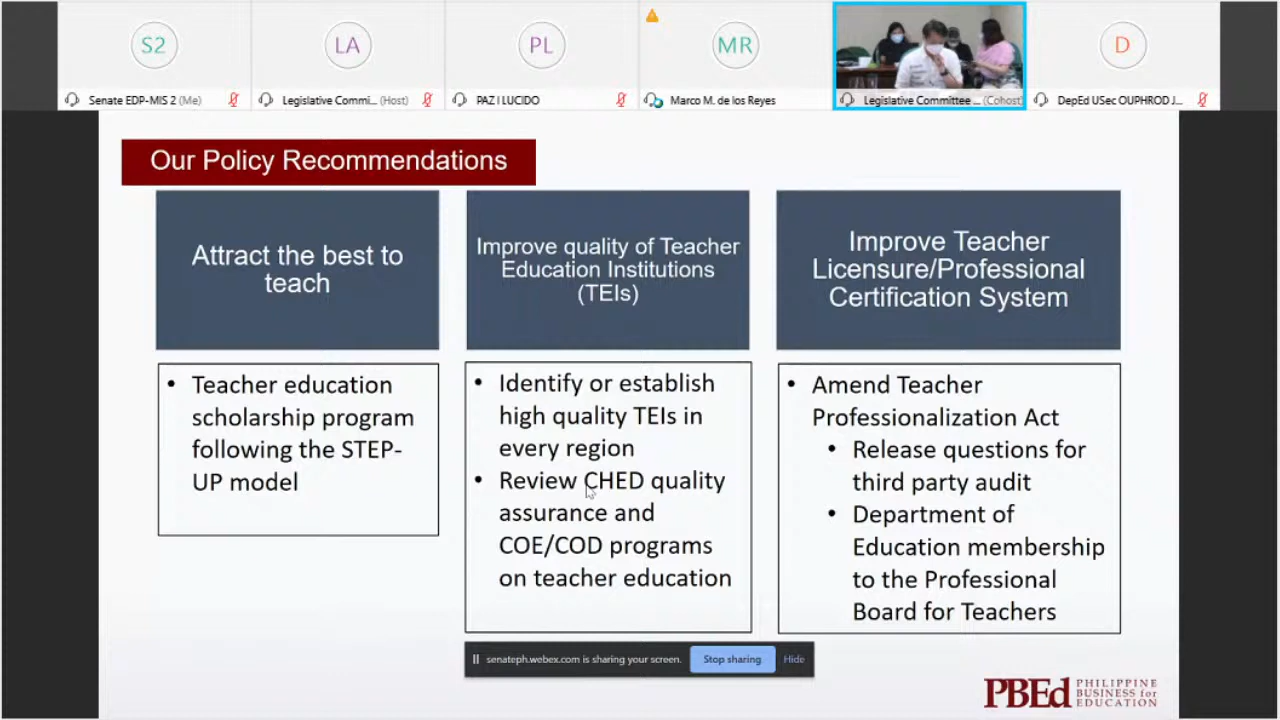 S2
LA
PL
MR
D
Senate EDP-MIS 2 (Me)
Legislative Commi... (Host)
PAZ I LUCIDO
Marco M. de los Reyes
Legislative Committee ... (Cohost)
DepEd USec OUPHROD J...
Our Policy Recommendations
Attract the best to
teach
Teacher education
scholarship program
following the STEP-
UP model
Improve quality of Teacher
Education Institutions
(TEIs)
Identify or establish
high quality TEIs in
every region
Review CHED quality
assurance and
COE/COD programs
on teacher education
Improve Teacher
Licensure/Professional
Certification System
Amend Teacher
Professionalization Act
Release questions for
third party audit
Department of
Education membership
to the Professional
Board for Teachers
senateph.webex.com is sharing your screen.
Stop sharing
Hide
PBEd
PHILIPPINE
BUSINESS for
EDUCATION